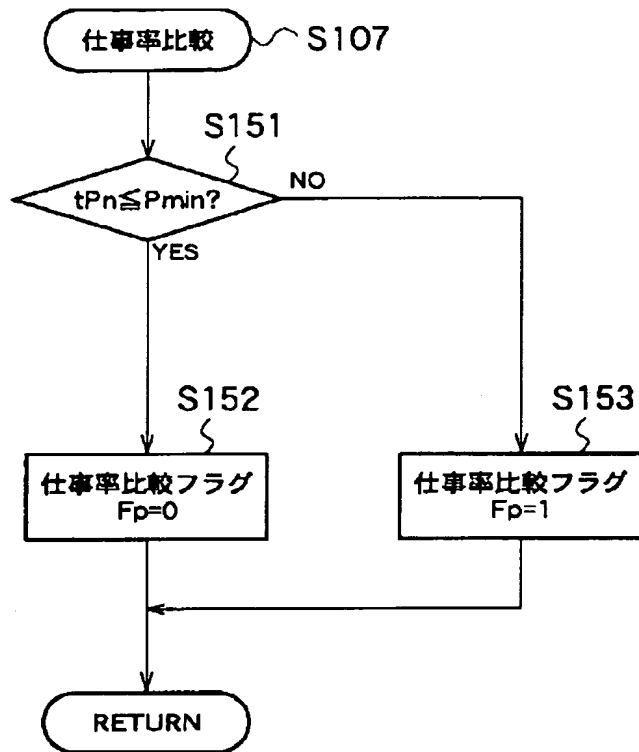 仕事率比較
S107
S151
tPn≦Pmin?
NO
YES
S152
S153
仕事率比較フラグ
Fp=0
仕事率比較フラグ
Fp=1
RETURN